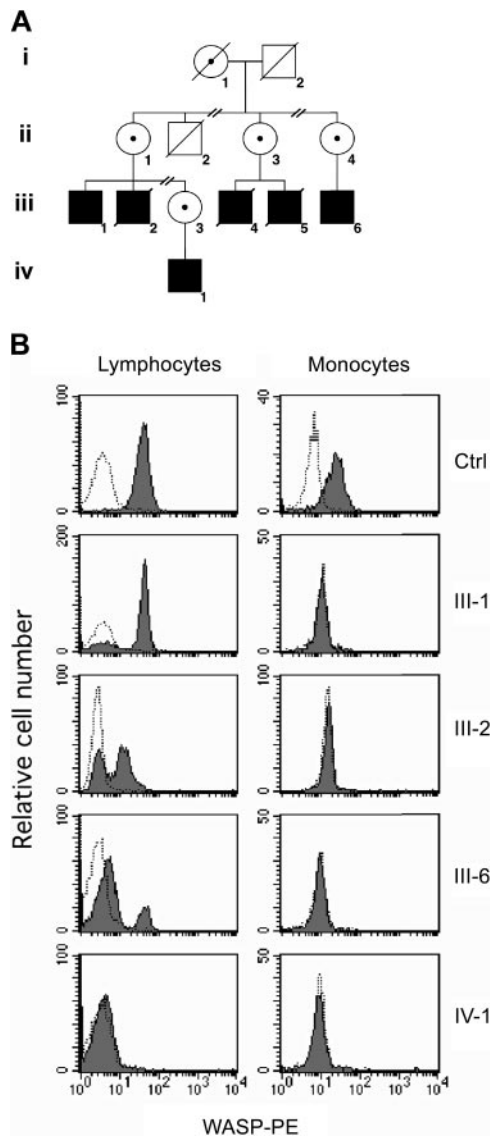 A
i
1
2
ii
1
2
3
4
iii
1
2
3
4
5
6
iv
1
B
Lymphocytes
Monocytes
Relative cell number
100
0
40
0
Ctrl
200
0
50
0
III-1
100
0
100
0
III-2
100
0
50
0
III-6
100
0
50
0
IV-1
10⁰ 10¹ 10² 10³ 10⁴
10⁰ 10¹ 10² 10³ 10⁴
WASP-PE